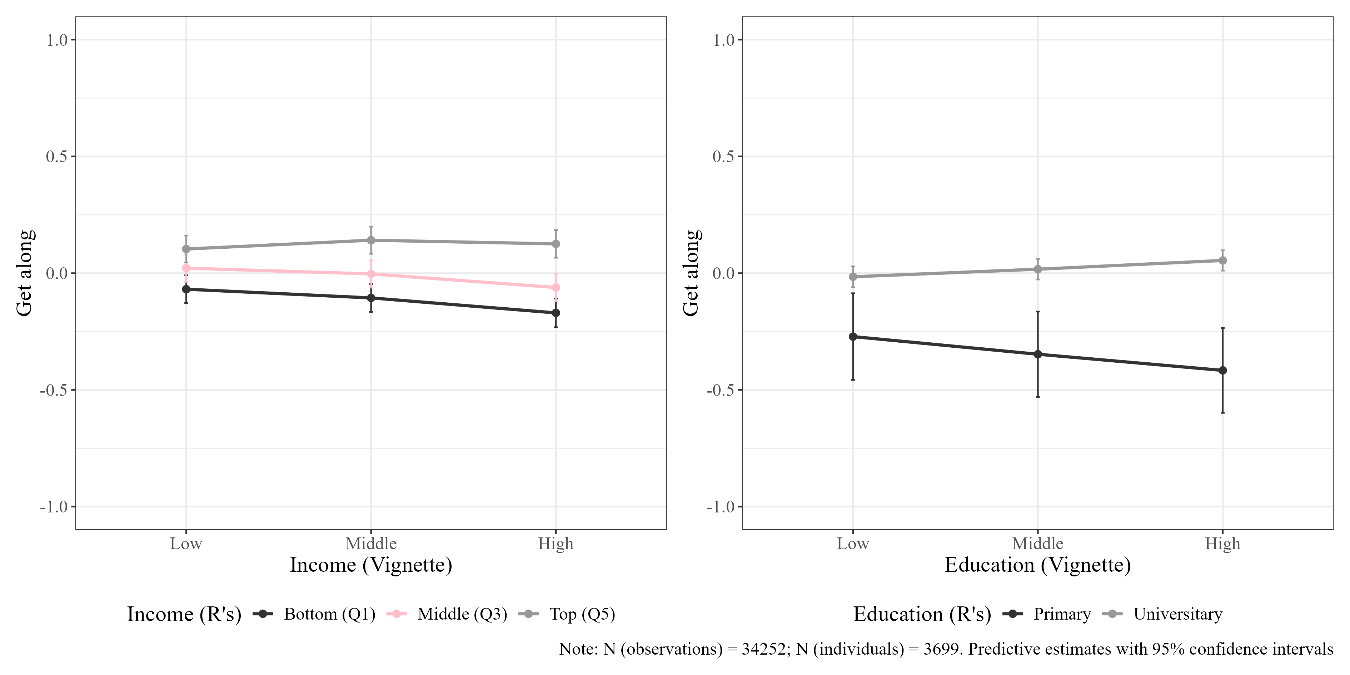 1.0
0.5
0.0
-0.5
-1.0
Get along
Low Middle High
Income (Vignette)
Income (R's) Bottom (Q1) Middle (Q3) Top (Q5)
1.0
0.5
0.0
-0.5
-1.0
Get along
Low Middle High
Education (Vignette)
Education (R's) Primary Universitary
Note: N (observations) = 34252; N (individuals) = 3699. Predictive estimates with 95% confidence intervals